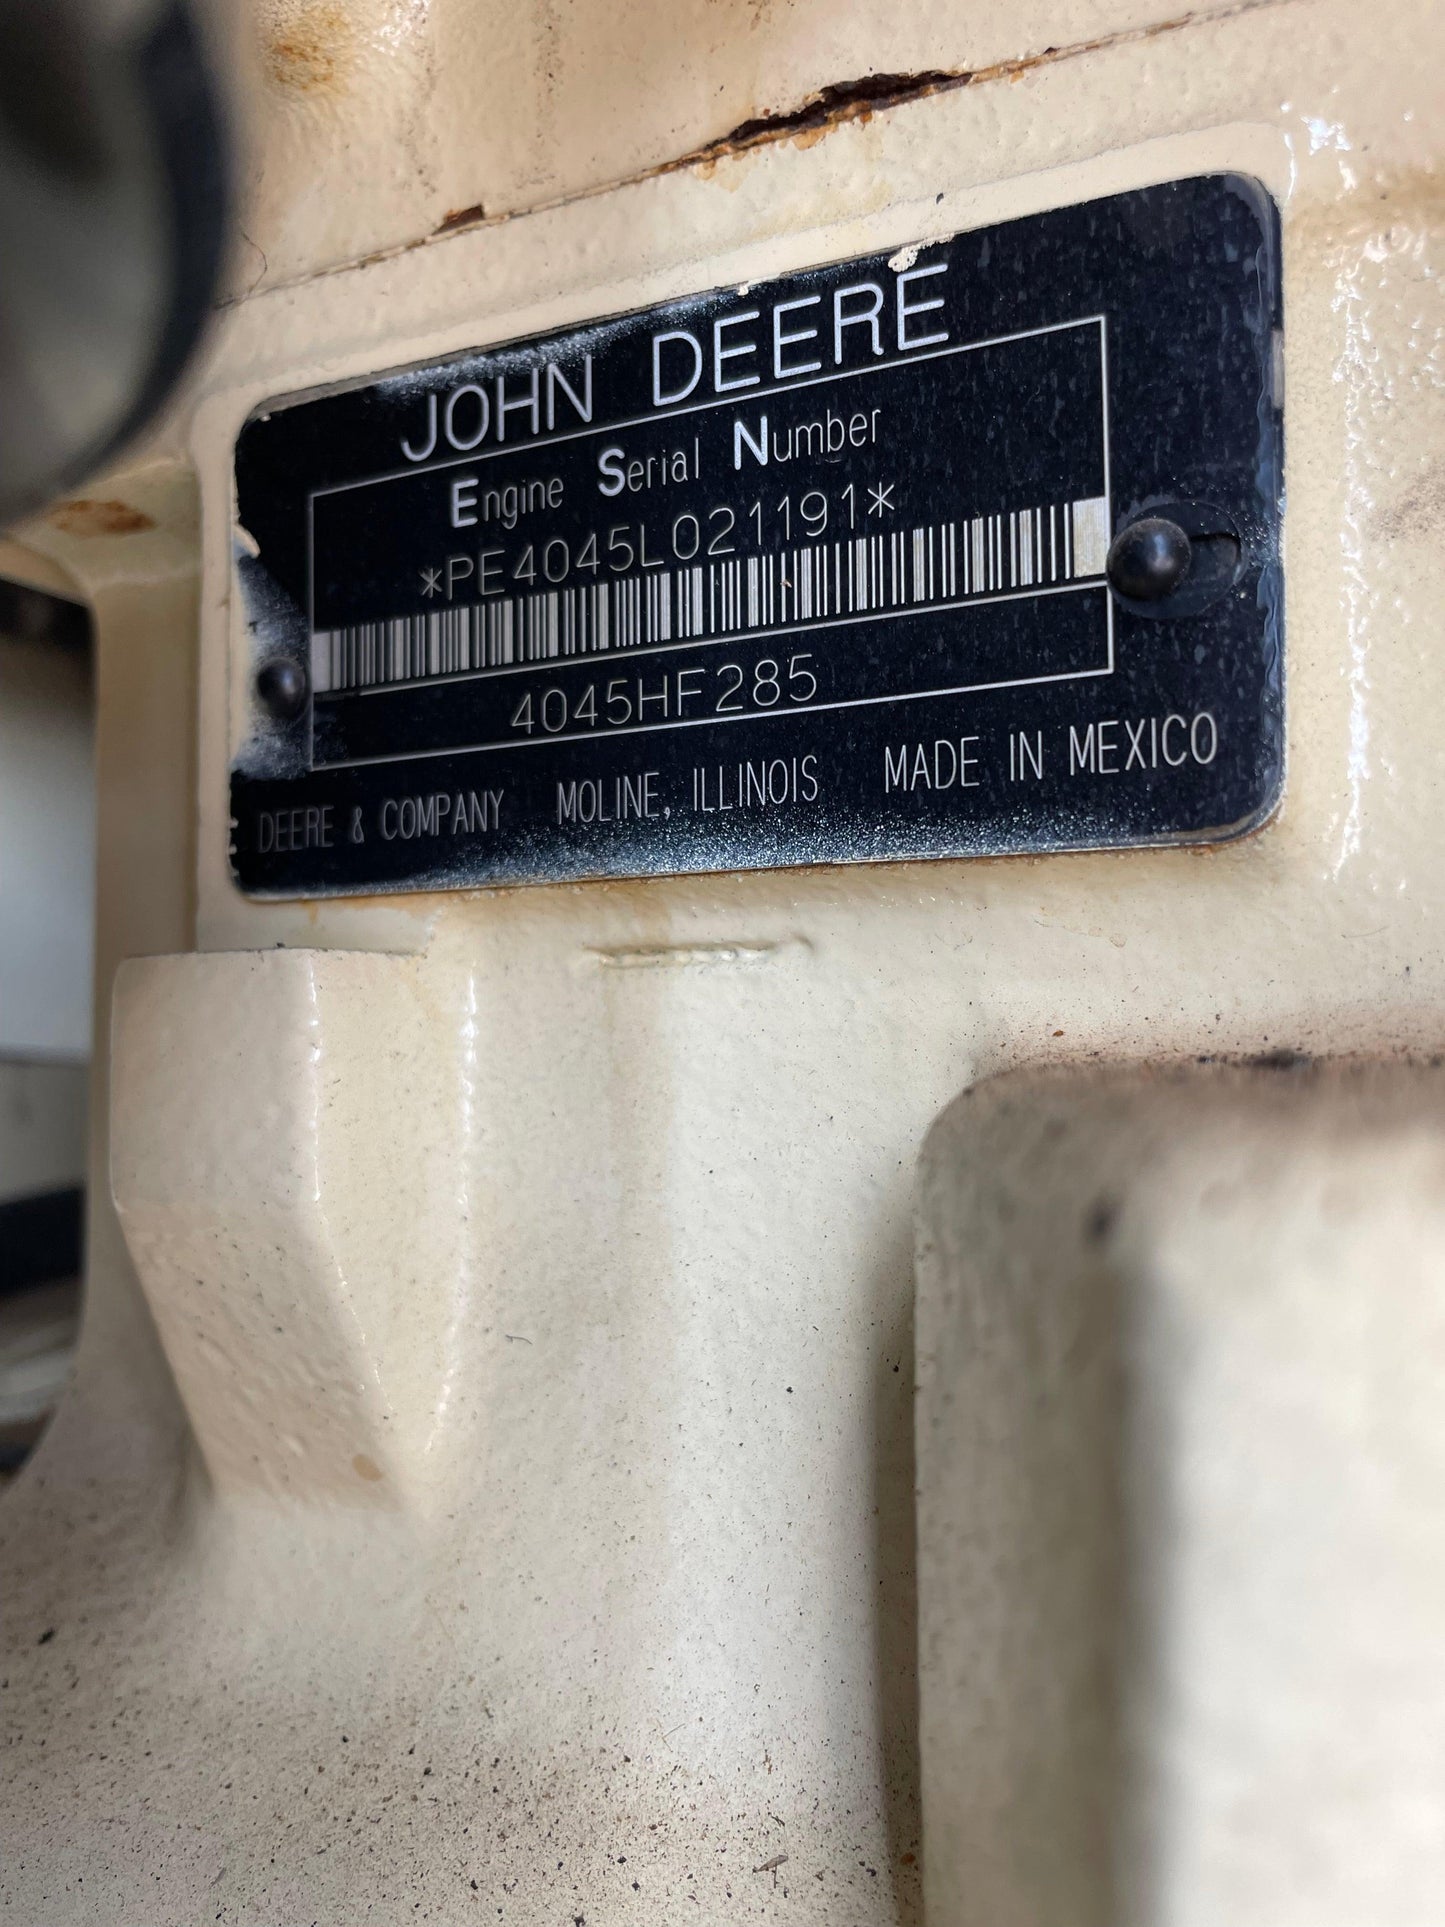 JOHN DEERE
Engine Serial Number
*PE4045L021191*
4045HF285
DEERE & COMPANY MOLINE, ILLINOIS MADE IN MEXICO